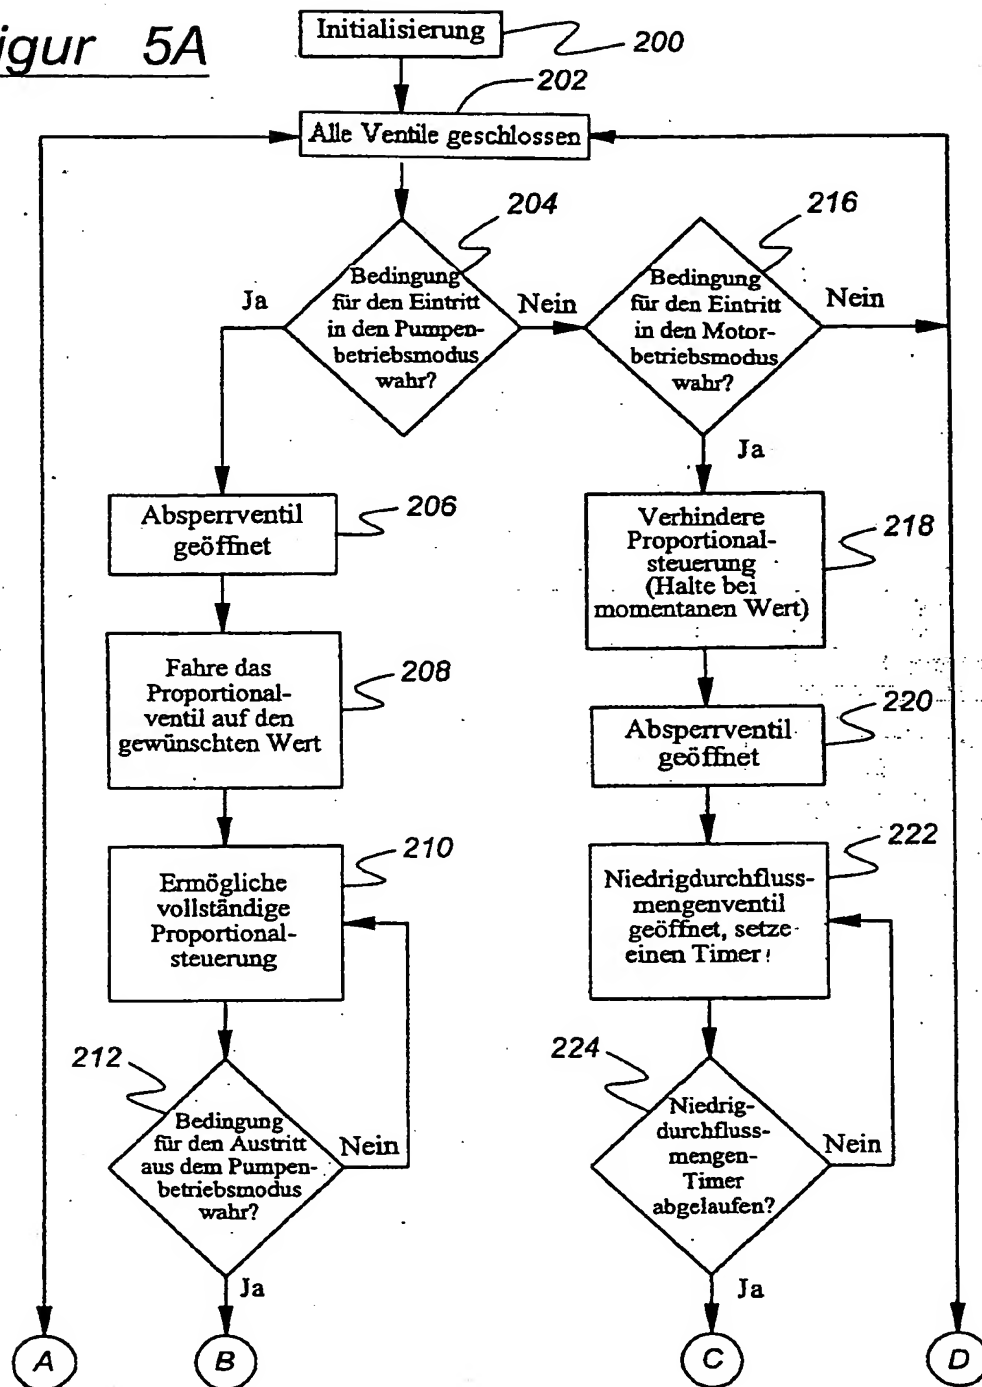 igur 5A
Initialisierung
200
202
Alle Ventile geschlossen
204
216
Bedingung
für den Eintritt
in den Pumpen-
betriebsmodus
wahr?
Ja
Nein
Bedingung
für den Eintritt
in den Motor-
betriebsmodus
wahr?
Nein
Ja
Absperrventil
geöffnet
206
Verhindere
Proportional-
steuerung
(Halte bei
momentanen Wert)
218
Fahre das
Proportional-
ventil auf den
gewünschten Wert
208
Absperrventil
geöffnet
220
Ermögliche
vollständige
Proportional-
steuerung
210
Niedrigdurchfluss-
mengenventil
geöffnet, setze
einen Timer
222
212
Bedingung
für den Austritt
aus dem Pumpen-
betriebsmodus
wahr?
Nein
Ja
224
Niedrig-
durchfluss-
mengen-
Timer
abgelaufen?
Nein
Ja
A
B
C
D